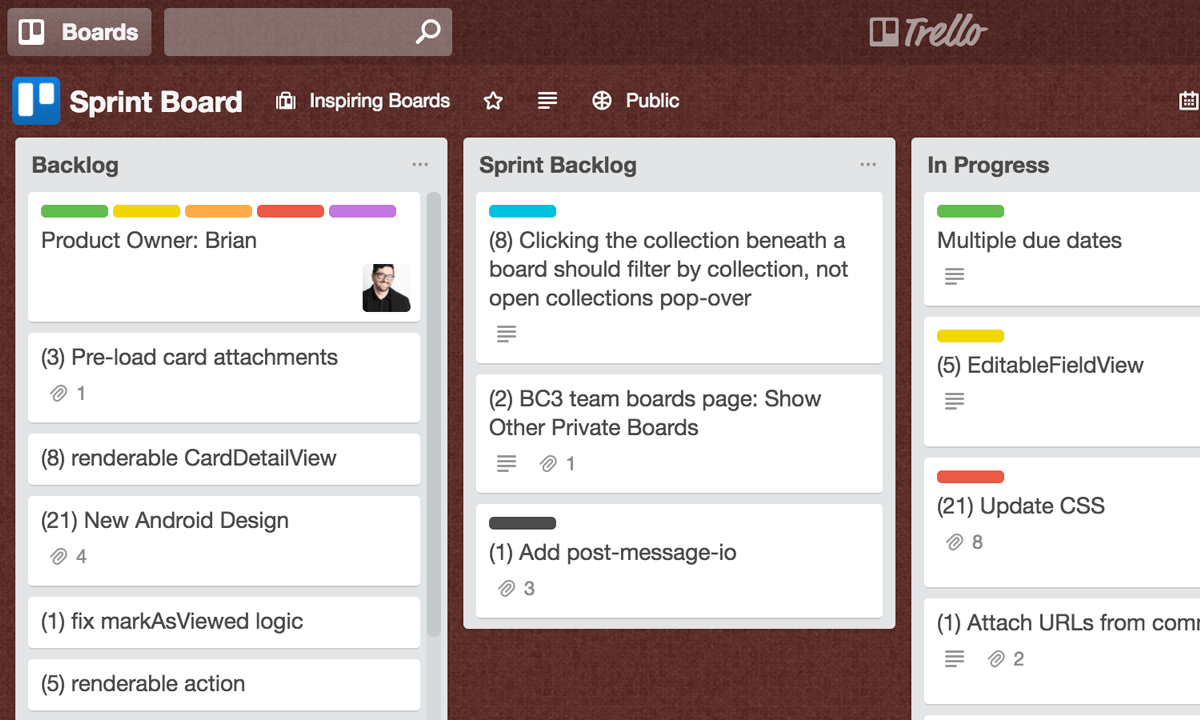 Boards
Trello
Sprint Board
Inspiring Boards
Public
Backlog
Product Owner: Brian
(3) Pre-load card attachments
1
(8) renderable CardDetailView
(21) New Android Design
4
(1) fix markAsViewed logic
(5) renderable action
Sprint Backlog
(8) Clicking the collection beneath a
board should filter by collection, not
open collections pop-over
(2) BC3 team boards page: Show
Other Private Boards
1
(1) Add post-message-io
3
In Progress
Multiple due dates
(5) EditableFieldView
(21) Update CSS
8
(1) Attach URLs from
2